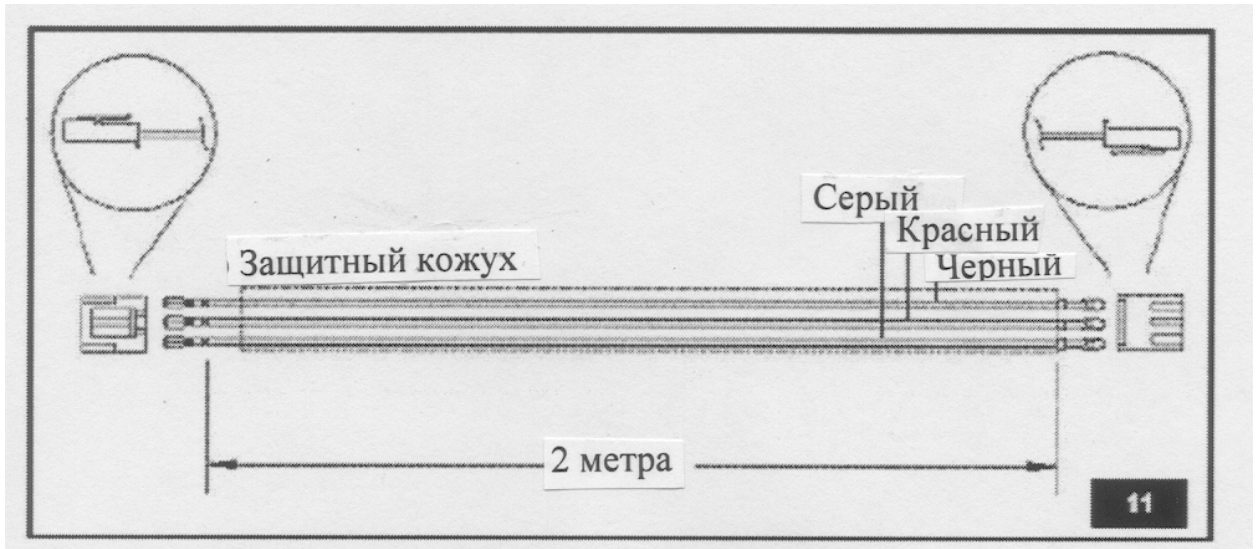 Серый
Красный
Черный
Защитный кожух
2 метра
11